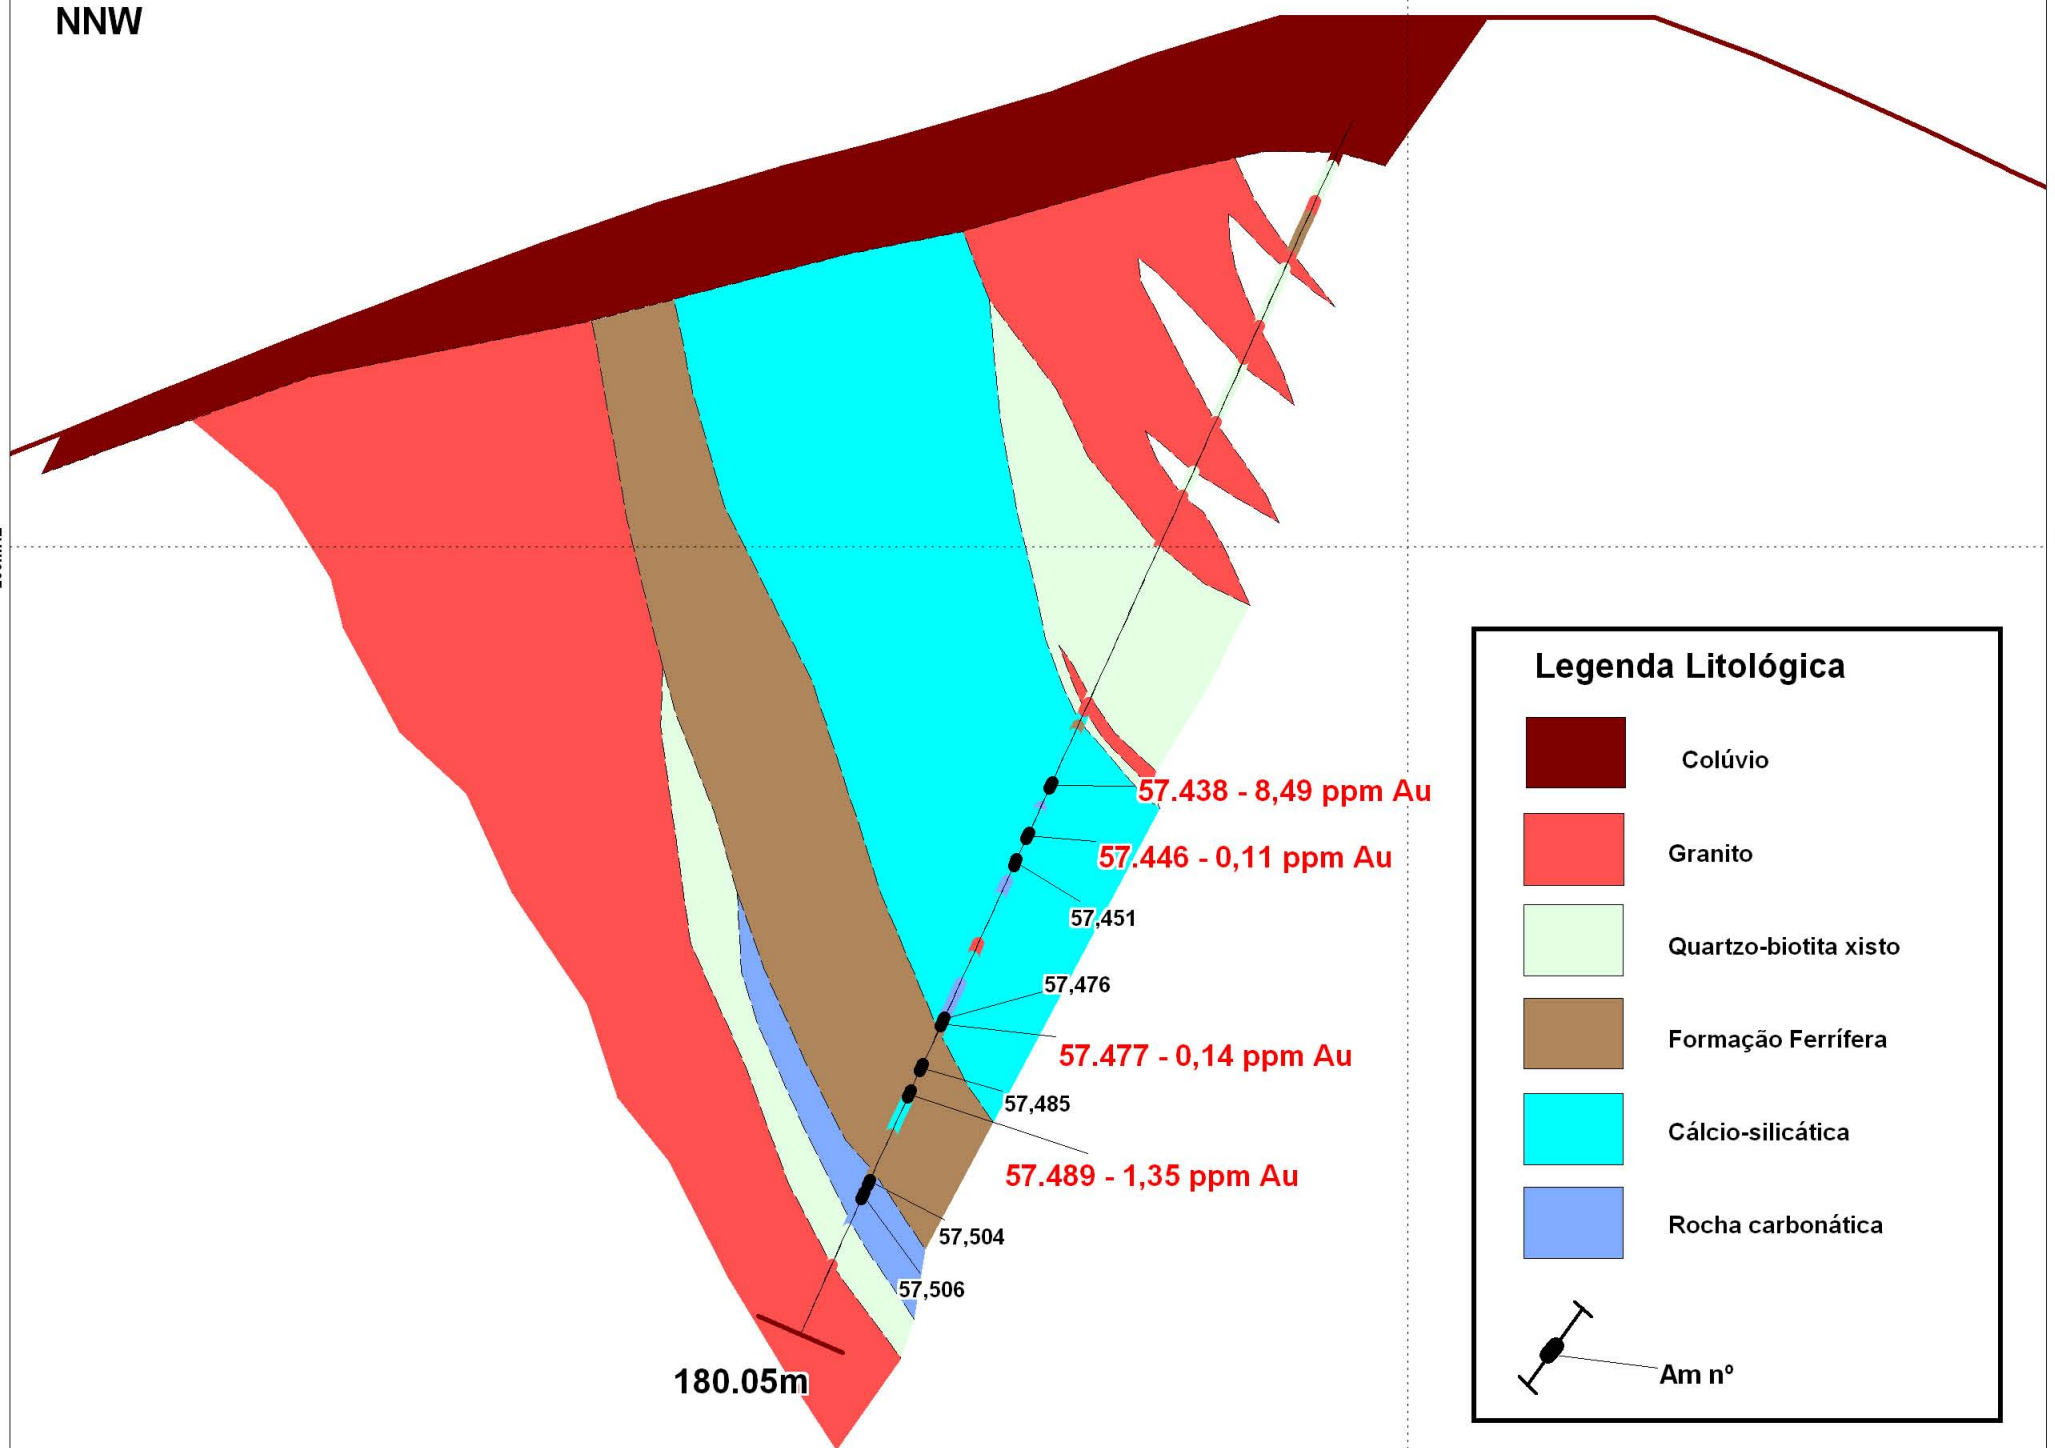 NNW
57.438 - 8,49 ppm Au
57.446 - 0,11 ppm Au
57,451
57,476
57.477 - 0,14 ppm Au
57,485
57.489 - 1,35 ppm Au
57,504
57,506
180.05m
Legenda Litológica
Colúvio
Granito
Quartzo-biotita xisto
Formação Ferrífera
Cálcio-silicática
Rocha carbonática
Am nº